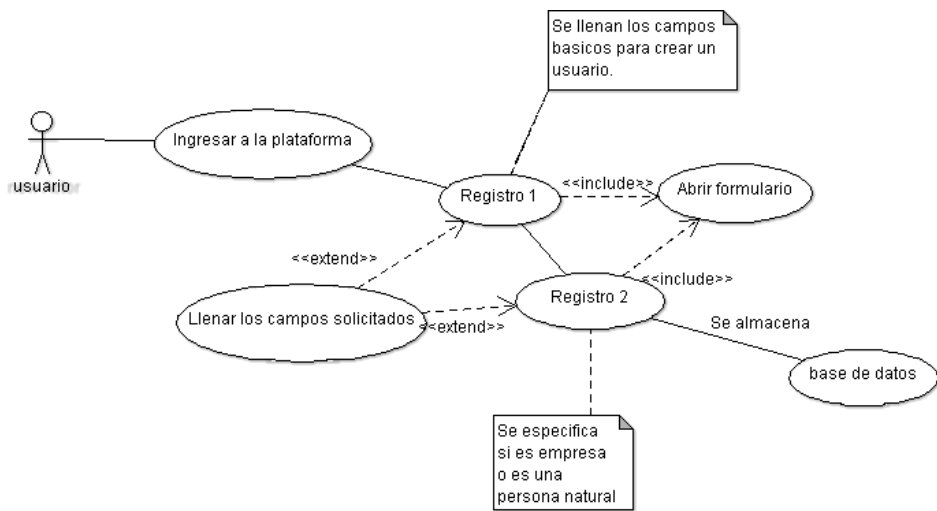 Se llenan los campos
basicos para crear un
usuario.
Ingresar a la plataforma
usuario
Registro 1
<<include>>
Abrir formulario
<<extend>>
Registro 2
<<include>>
Llenar los campos solicitados
<<extend>>
Se almacena
base de datos
Se especifica
si es empresa
o es una
persona natural